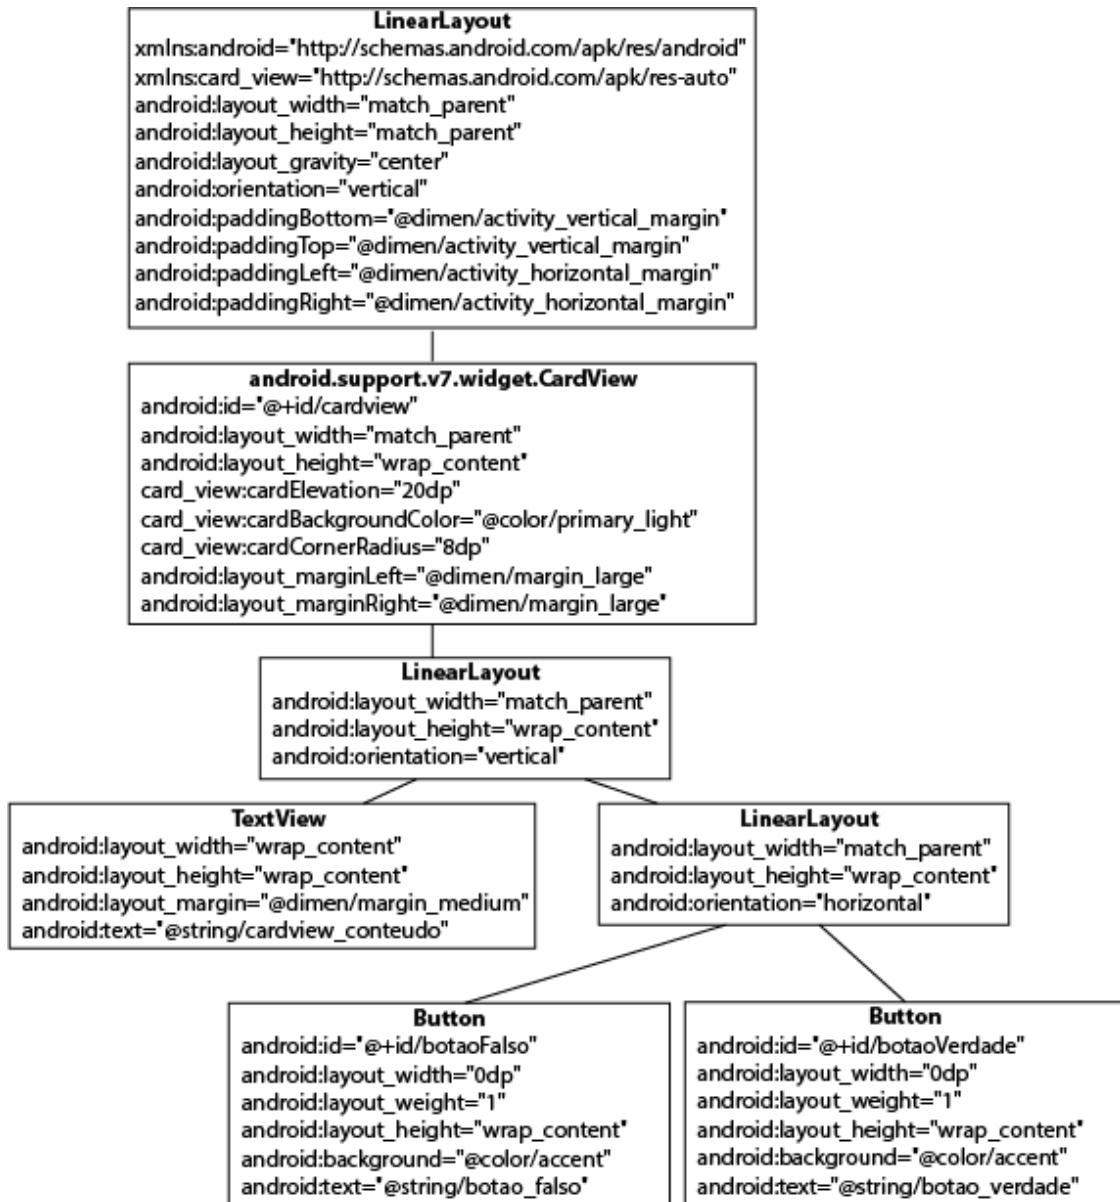 LinearLayout
xmlns:android="http://schemas.android.com/apk/res/android"
xmlns:card_view="http://schemas.android.com/apk/res-auto"
android:layout_width="match_parent"
android:layout_height="match_parent"
android:layout_gravity="center"
android:orientation="vertical"
android:paddingBottom="@dimen/activity_vertical_margin"
android:paddingTop="@dimen/activity_vertical_margin"
android:paddingLeft="@dimen/activity_horizontal_margin"
android:paddingRight="@dimen/activity_horizontal_margin"
android.support.v7.widget.CardView
android:id="@+id/cardview"
android:layout_width="match_parent"
android:layout_height="wrap_content"
card_view:cardElevation="20dp"
card_view:cardBackgroundColor="@color/primary_light"
card_view:cardCornerRadius="8dp"
android:layout_marginLeft="@dimen/margin_large"
android:layout_marginRight="@dimen/margin_large"
LinearLayout
android:layout_width="match_parent"
android:layout_height="wrap_content"
android:orientation="vertical"
TextView
android:layout_width="wrap_content"
android:layout_height="wrap_content"
android:layout_margin="@dimen/margin_medium"
android:text="@string/cardview_conteudo"
LinearLayout
android:layout_width="match_parent"
android:layout_height="wrap_content"
android:orientation="horizontal"
Button
android:id="@+id/botaoFalso"
android:layout_width="0dp"
android:layout_weight="1"
android:layout_height="wrap_content"
android:background="@color/accent"
android:text="@string/botao_falso"
Button
android:id="@+id/botaoVerdade"
android:layout_width="0dp"
android:layout_weight="1"
android:layout_height="wrap_content"
android:background="@color/accent"
android:text="@string/botao_verdade"